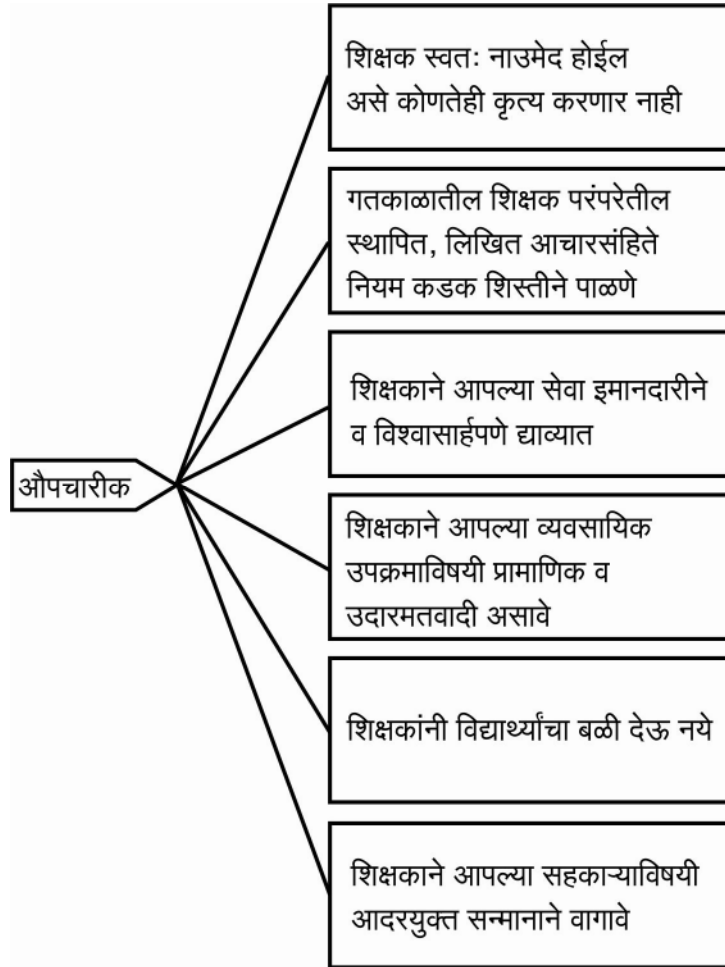 शिक्षक स्वतः नाउमेद होईल
असे कोणतेही कृत्य करणार नाही
गतकाळातील शिक्षक परंपरेतील
स्थापित, लिखित आचारसंहिते
नियम कडक शिस्तीने पाळणे
शिक्षकाने आपल्या सेवा इमानदारीने
व विश्वासार्हपणे द्याव्यात
औपचारीक
शिक्षकाने आपल्या व्यवसायिक
उपक्रमाविषयी प्रामाणिक व
उदारमतवादी असावे
शिक्षकांनी विद्यार्थ्यांचा बळी देऊ नये
शिक्षकाने आपल्या सहकाऱ्याविषयी
आदरयुक्त सन्मानाने वागावे